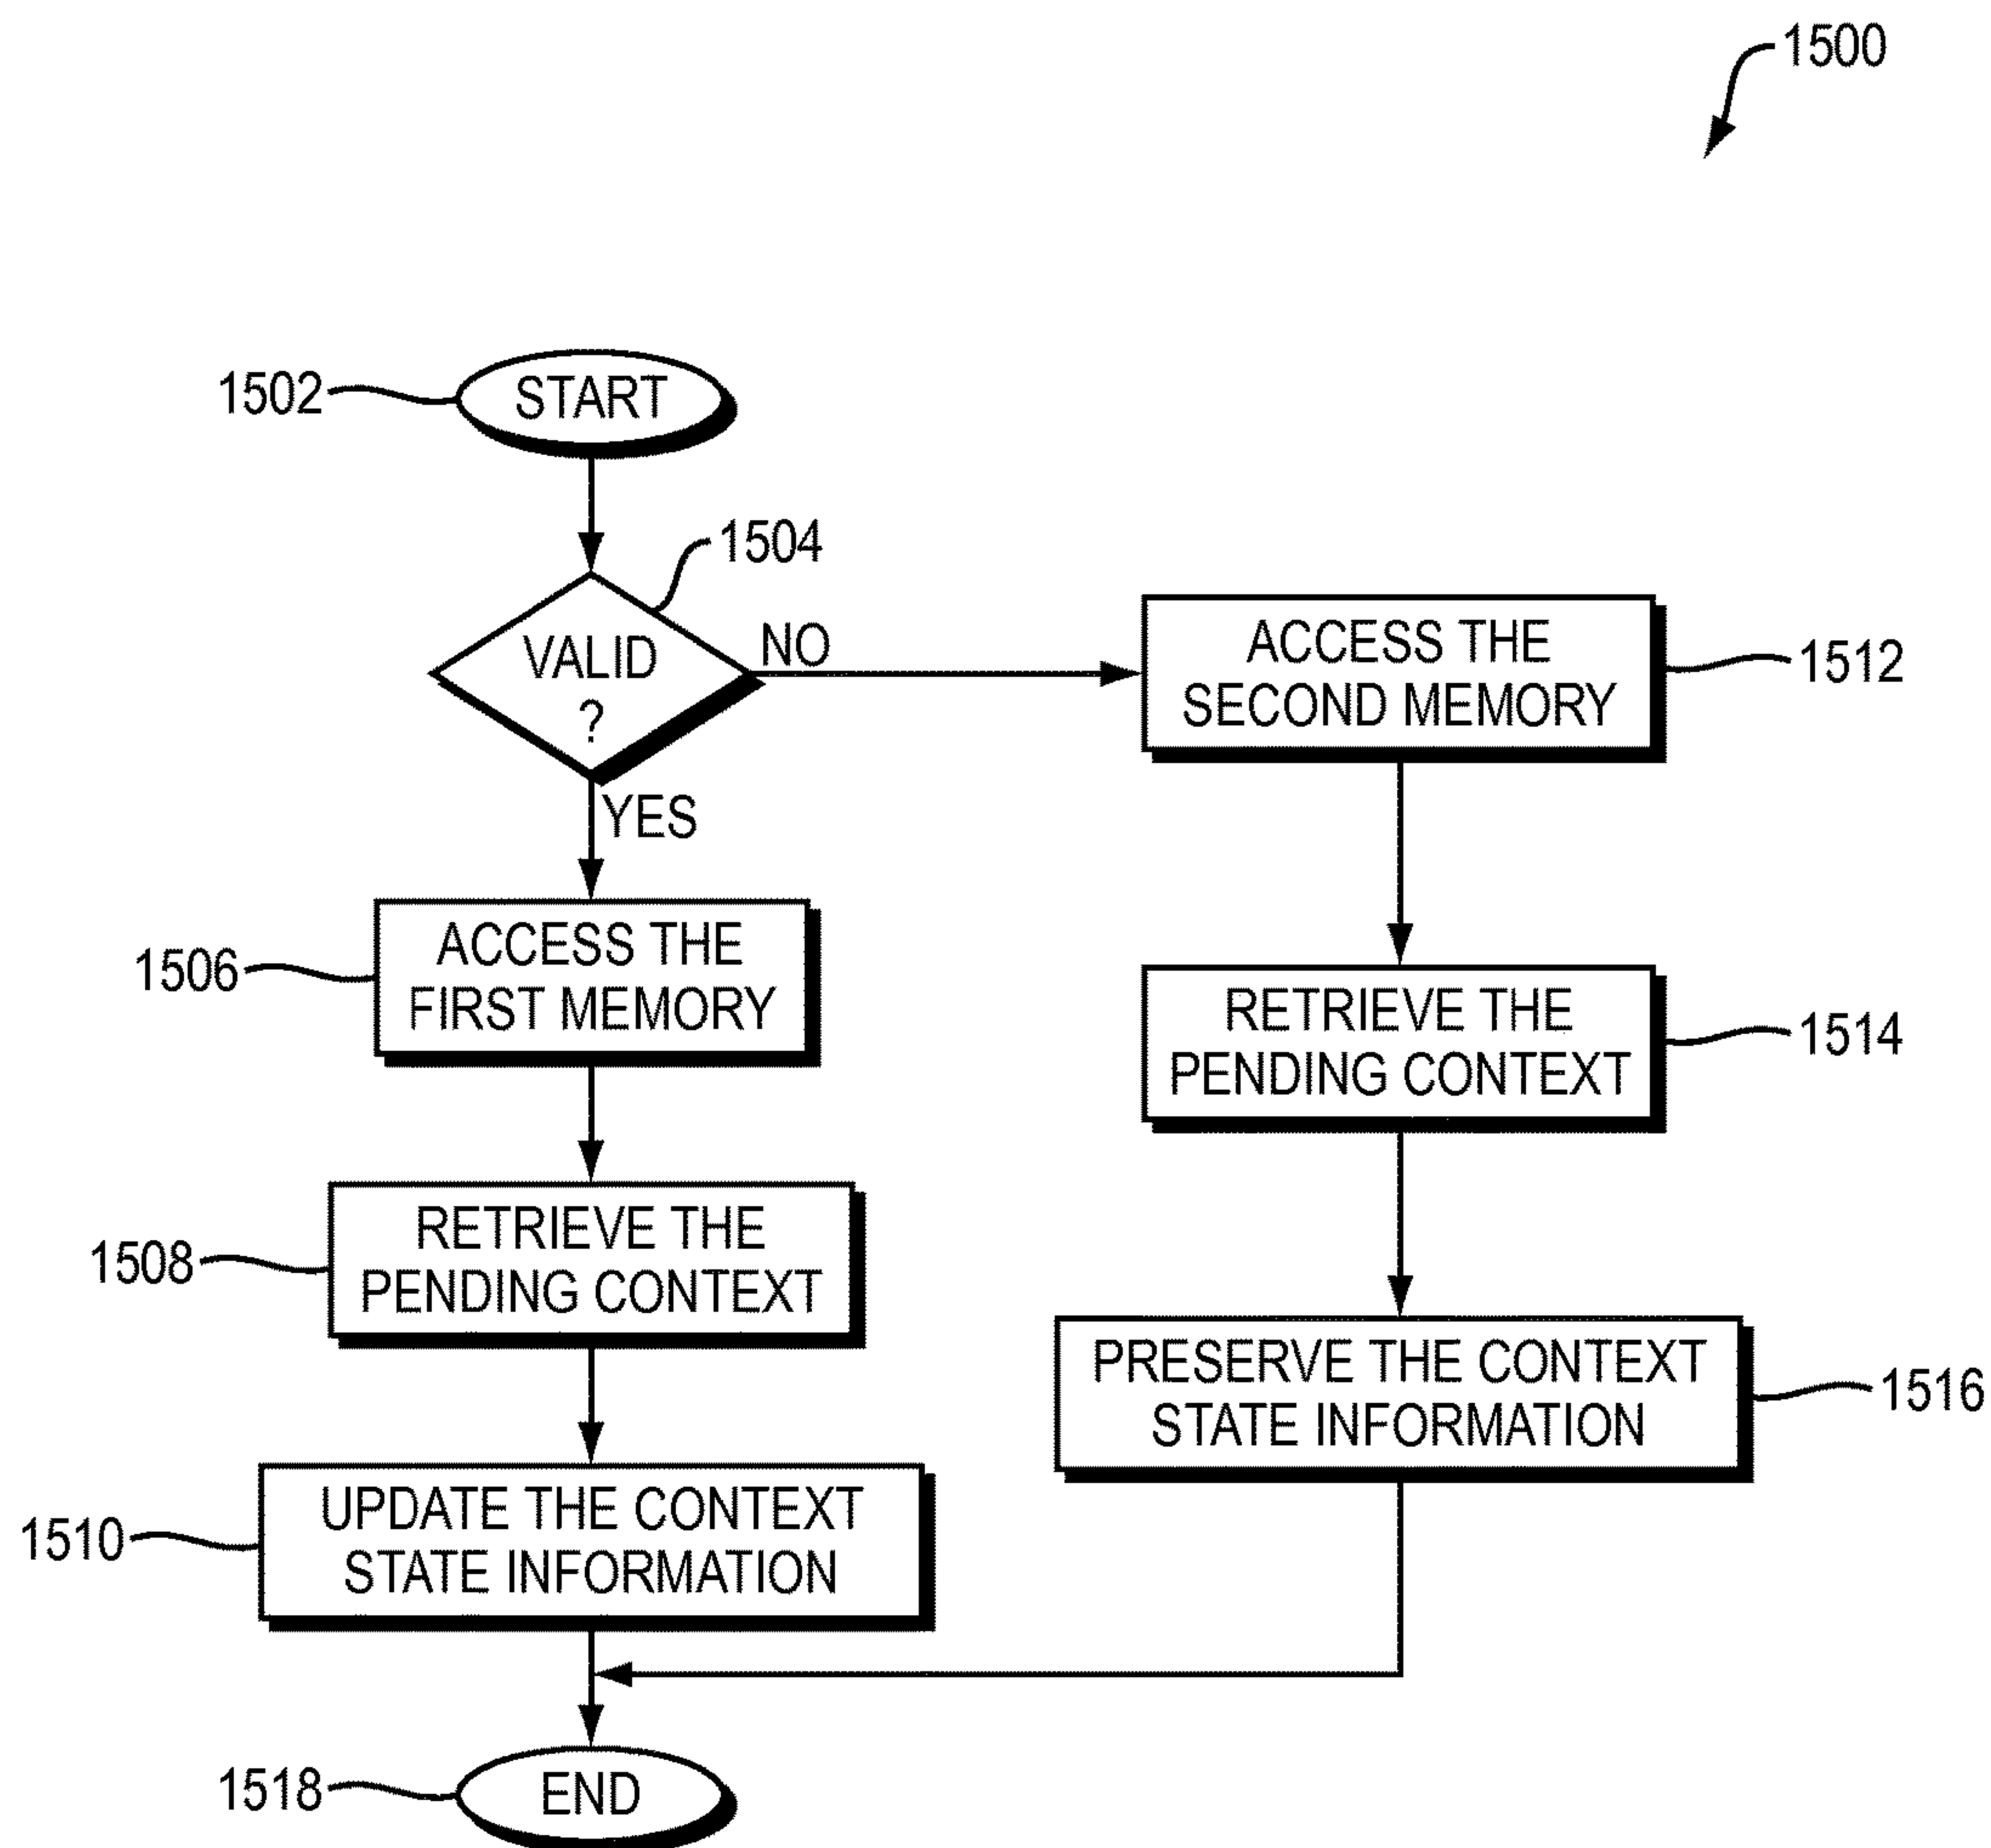 1500
1502
START
1504
VALID
?
NO
YES
ACCESS THE
SECOND MEMORY
1512
1506
ACCESS THE
FIRST MEMORY
RETRIEVE THE
PENDING CONTEXT
1514
1508
RETRIEVE THE
PENDING CONTEXT
PRESERVE THE CONTEXT
STATE INFORMATION
1516
1510
UPDATE THE CONTEXT
STATE INFORMATION
1518
END